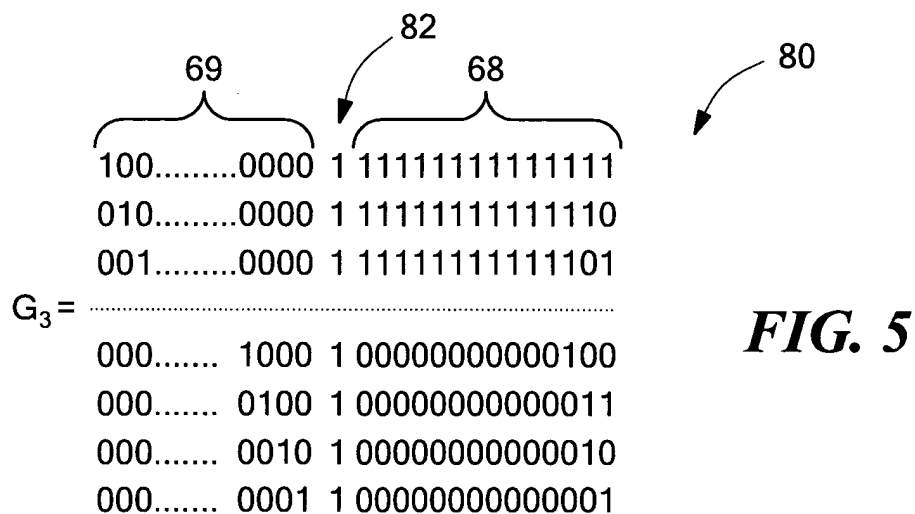 82
80
69
68
100.........0000 1 11111111111111
010.........0000 1 11111111111110
001.........0000 1 11111111111101
G₃ =
000....... 1000 1 00000000000100
000....... 0100 1 00000000000011
000....... 0010 1 00000000000010
000....... 0001 1 00000000000001
FIG. 5